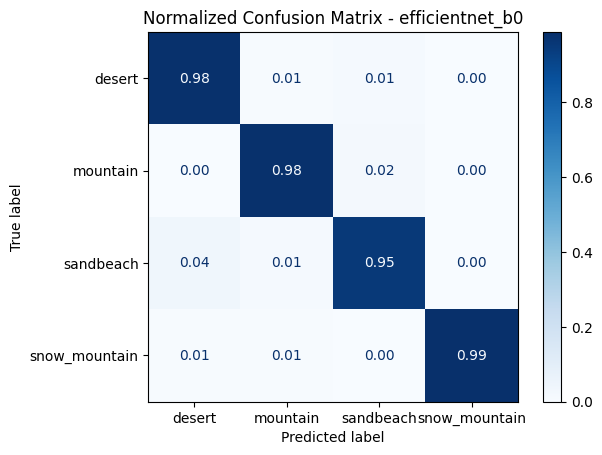 Normalized Confusion Matrix - efficientnet_b0
True label
desert 0.98 0.01 0.01 0.00
mountain 0.00 0.98 0.02 0.00
sandbeach 0.04 0.01 0.95 0.00
snow_mountain 0.01 0.01 0.00 0.99
desert mountain sandbeach snow_mountain
Predicted label
0.8
0.6
0.4
0.2
0.0